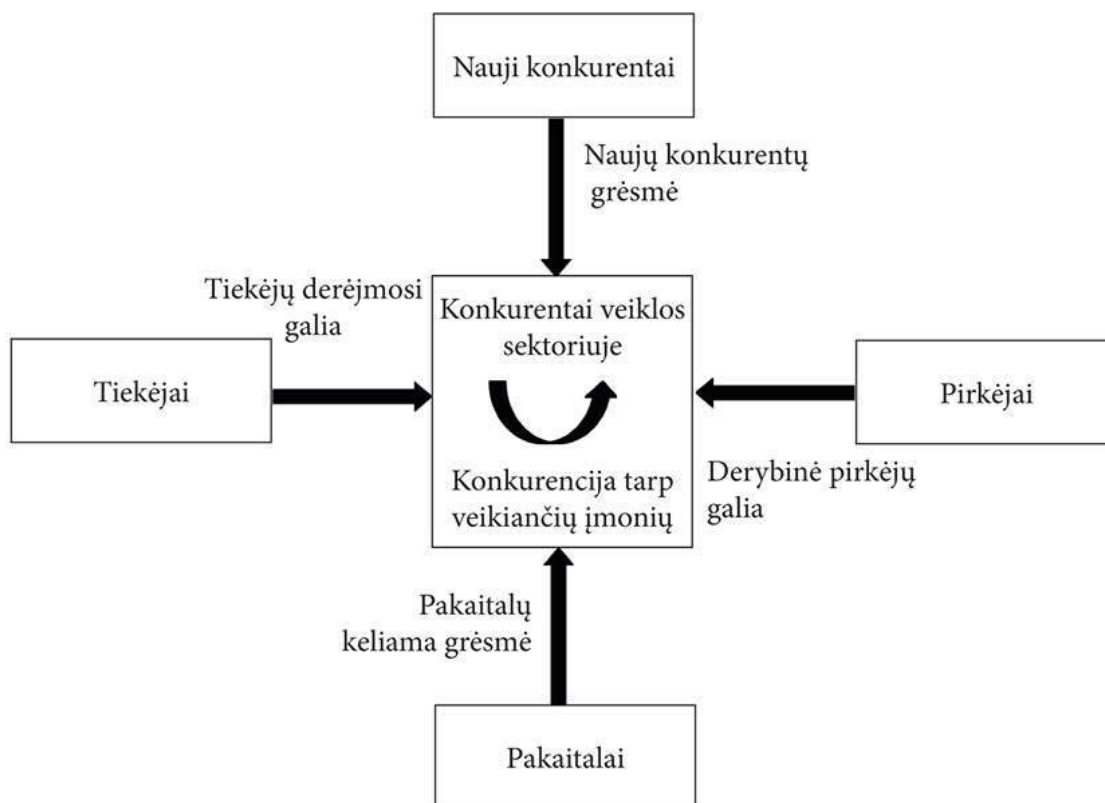 Nauji konkurentai
Naujų konkurentų
grėsmė
Tiekėjų derėjmosi
galia
Konkurentai veiklos
sektoriuje
Tiekėjai
Pirkėjai
Konkurencija tarp
veikiančių įmonių
Derybinė pirkėjų
galia
Pakaitalų
keliama grėsmė
Pakaitalai